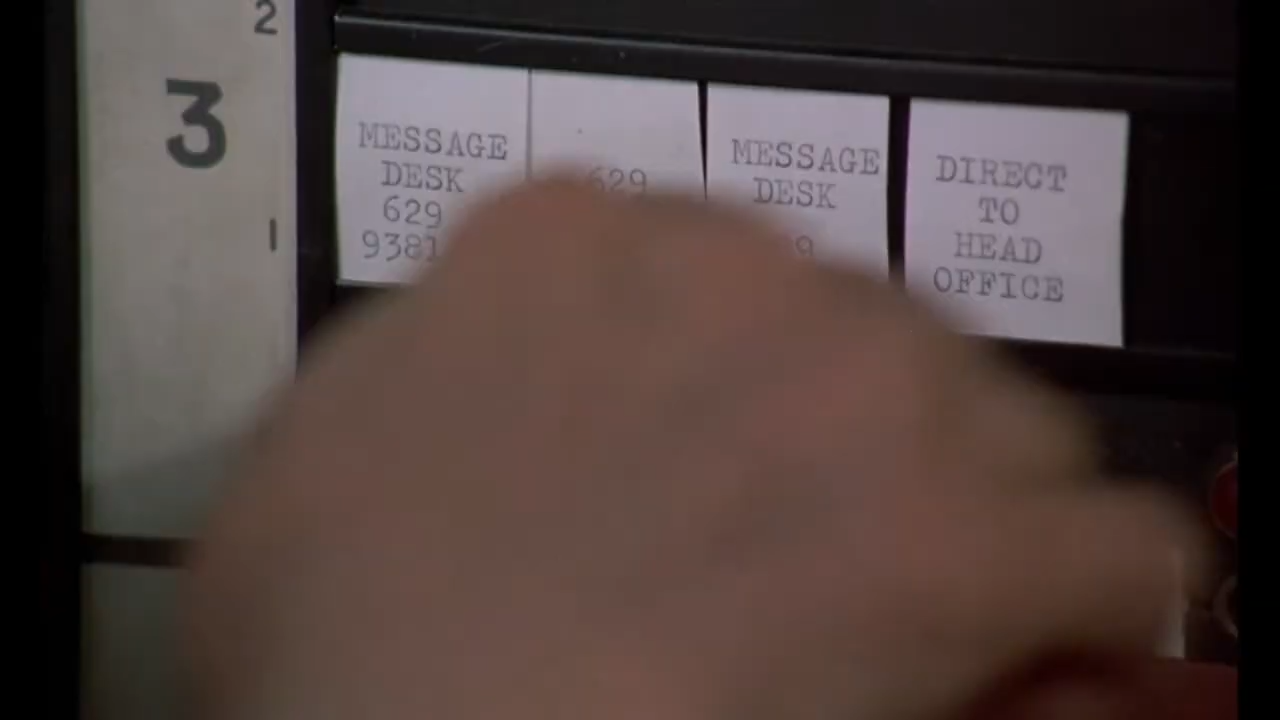 2
3
1
MESSAGE
DESK
629
9381
629
MESSAGE
DESK
DIRECT
TO
HEAD
OFFICE